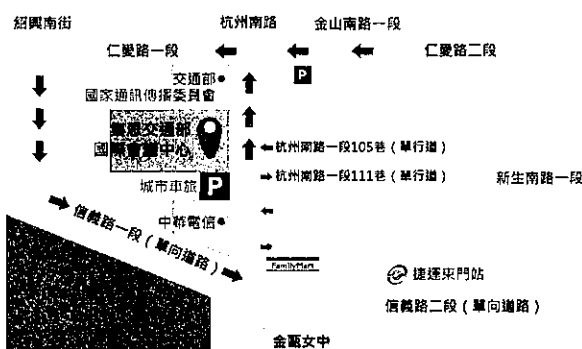 紹興南街
杭州南路
金山南路一段
仁愛路一段
仁愛路二段
交通部
P
國家通訊傳播委員會
集思交通部
國際會議中心
杭州南路一段105巷（單行道）
城市車旅
P
杭州南路一段111巷（單行道）
新生南路一段
信義路一段（單向道路）
中華電信
FamilyMart
捷運東門站
信義路二段（單向道路）
金甌女中